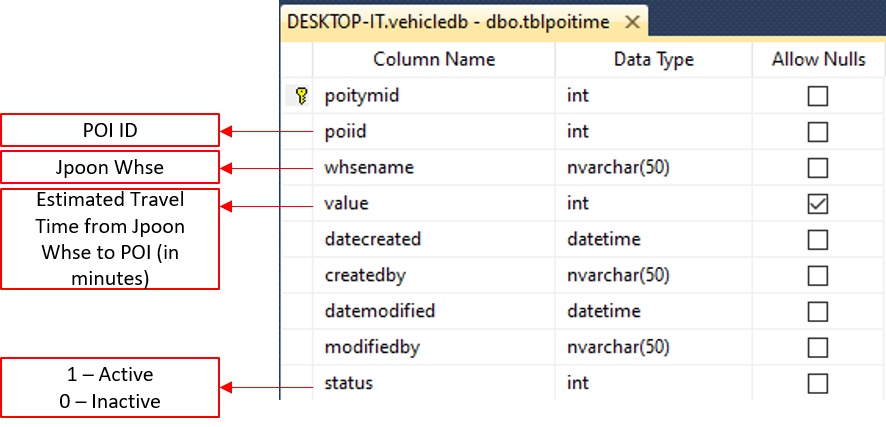 DESKTOP-IT.vehicledb - dbo.tblpoitime
Column Name Data Type Allow Nulls
poitymid int
POI ID poiid int
Jpoon Whse whsename nvarchar(50)
Estimated Travel
Time from Jpoon
Whse to POI (in
minutes)
value int
datecreated datetime
createdby nvarchar(50)
datemodified datetime
modifiedby nvarchar(50)
1 – Active
0 – Inactive
status int